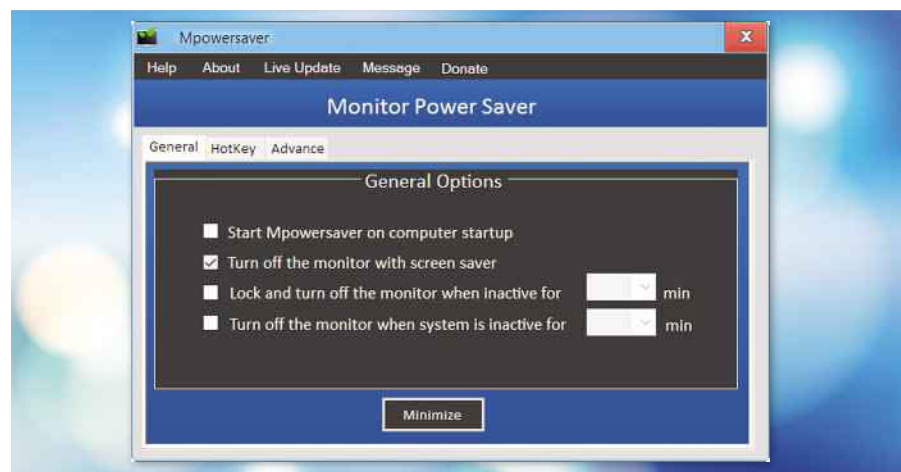 Mpowersaver
Help About Live Update Message Donate
Monitor Power Saver
General HotKey Advance
General Options
Start Mpowersaver on computer startup
Turn off the monitor with screen saver
Lock and turn off the monitor when inactive for min
Turn off the monitor when system is inactive for min
Minimize